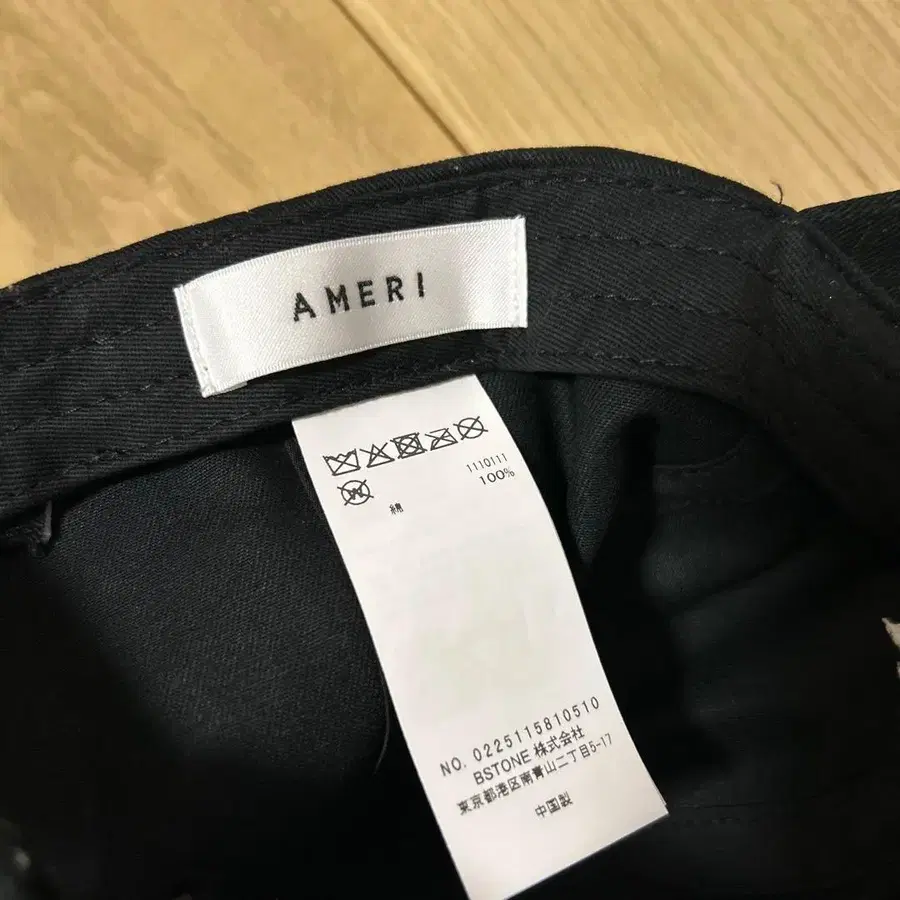 AMERI
1110111
綿 100%
NO. 0225115810510
BSTONE 株式会社
東京都港区南青山二丁目5-17
中国製